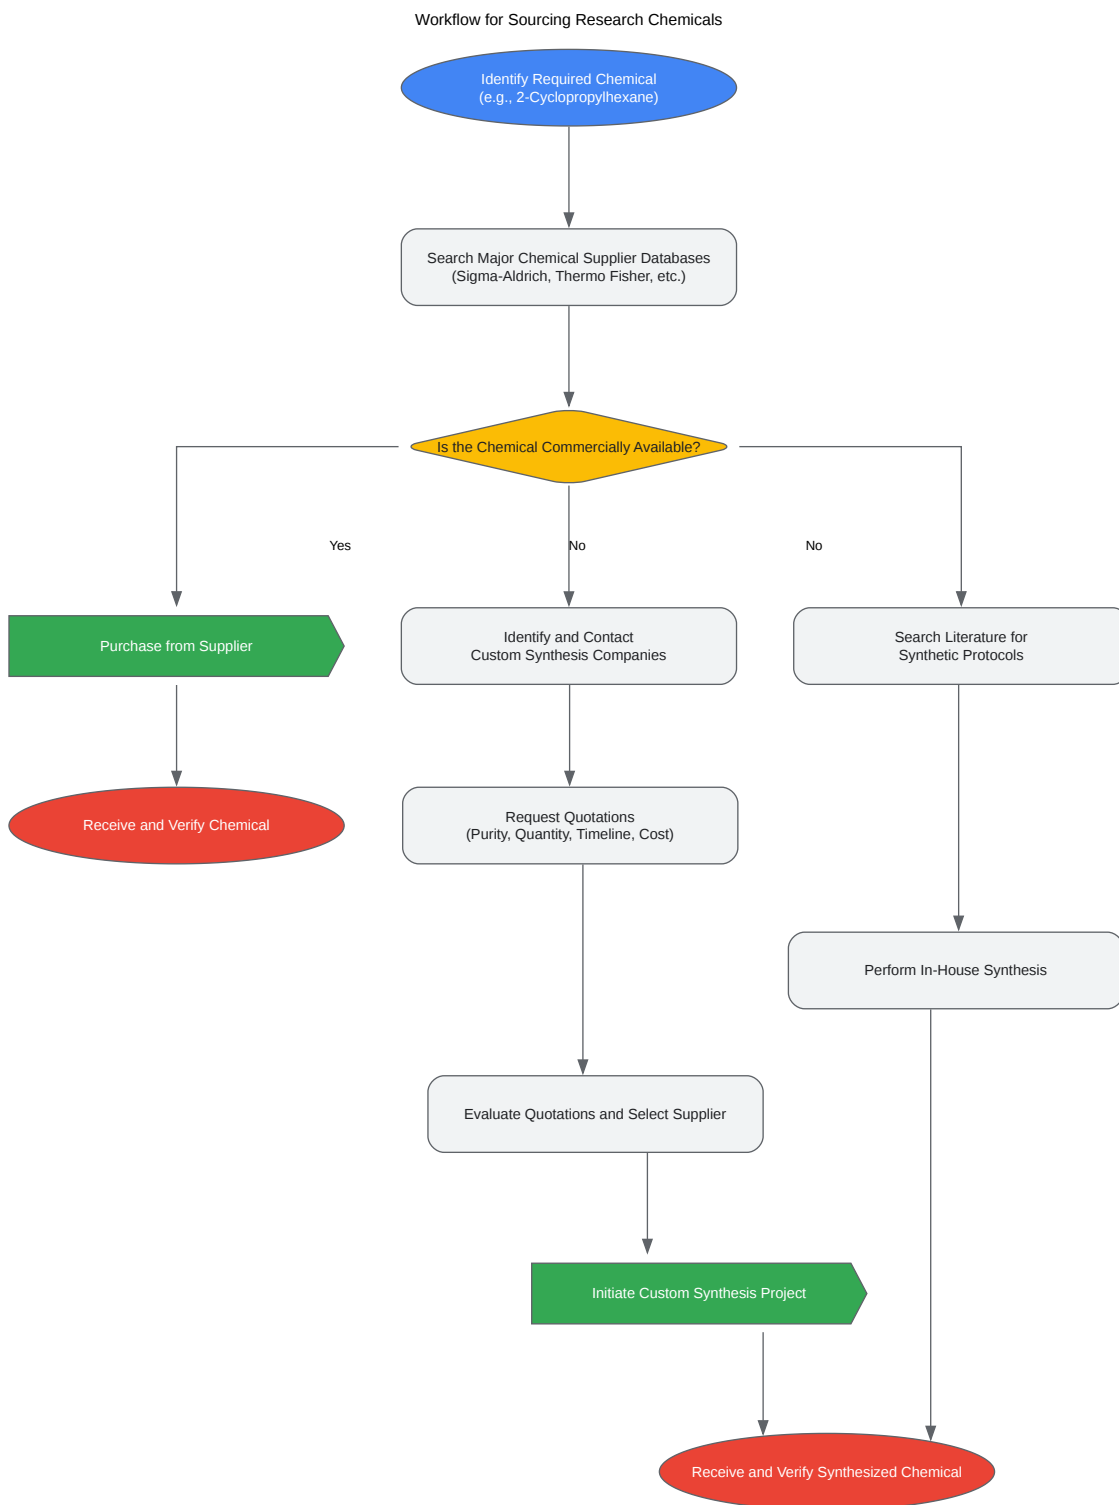 Workflow for Sourcing Research Chemicals
Identify Required Chemical
(e.g., 2-Cyclopropylhexane)
Search Major Chemical Supplier Databases
(Sigma-Aldrich, Thermo Fisher, etc.)
Is the Chemical Commercially Available?
Yes
No
No
Purchase from Supplier
Identify and Contact
Custom Synthesis Companies
Search Literature for
Synthetic Protocols
Receive and Verify Chemical
Request Quotations
(Purity, Quantity, Timeline, Cost)
Perform In-House Synthesis
Evaluate Quotations and Select Supplier
Initiate Custom Synthesis Project
Receive and Verify Synthesized Chemical